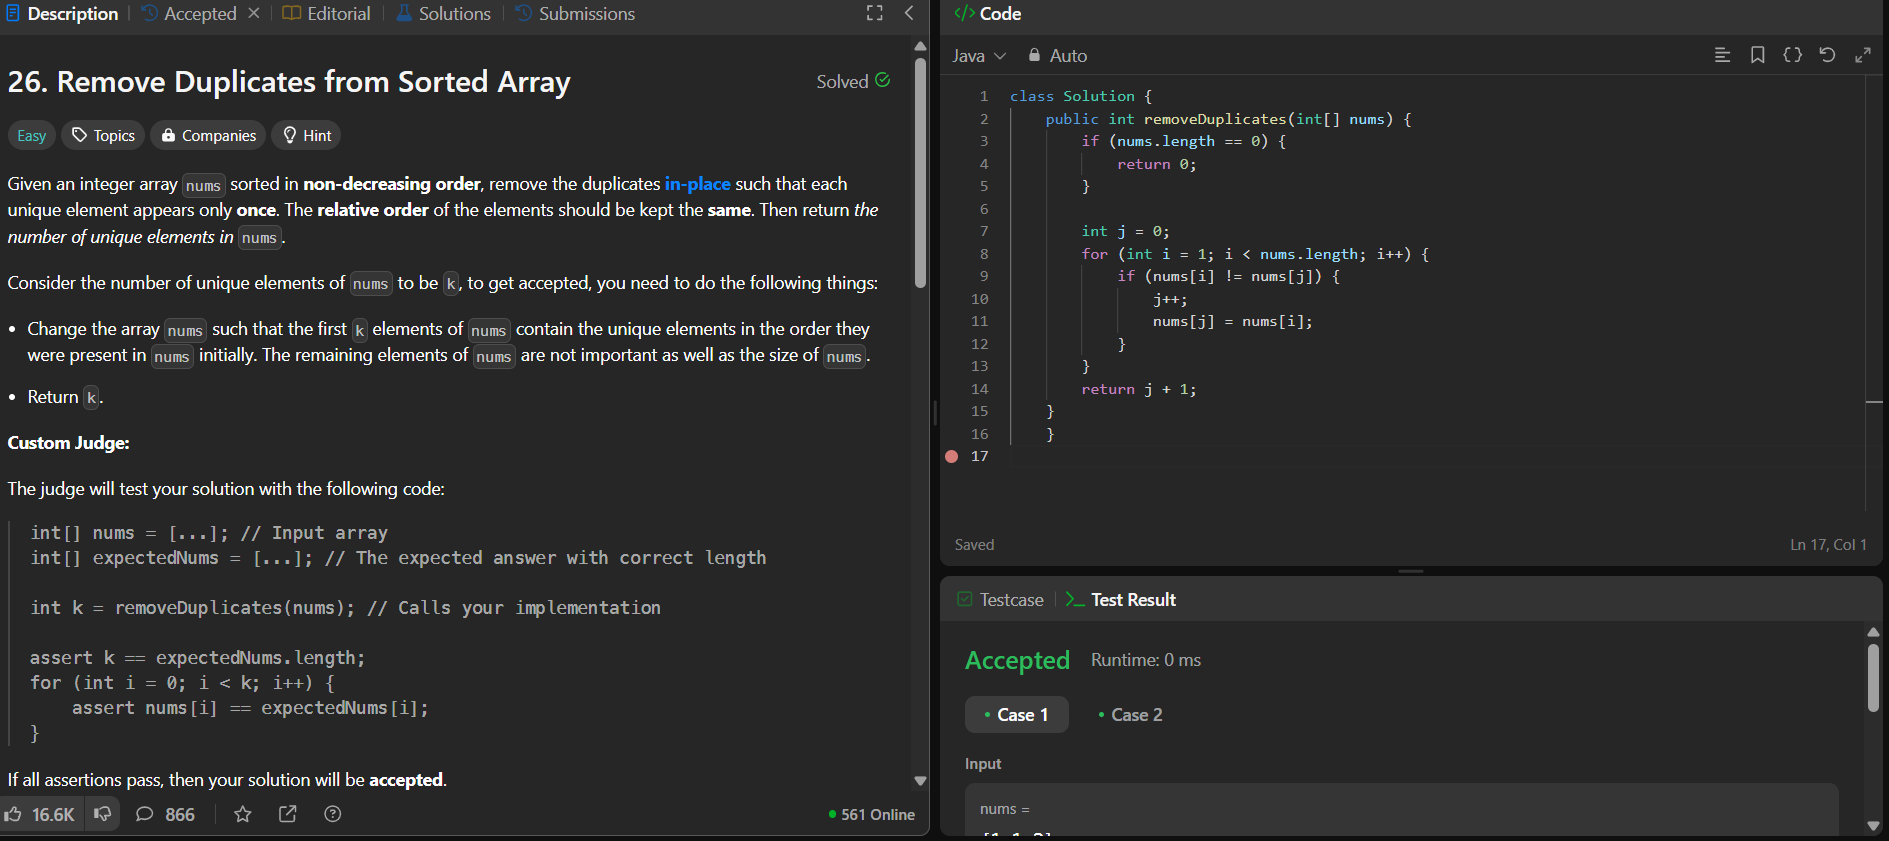 Description
Accepted
Editorial
Solutions
Submissions
26. Remove Duplicates from Sorted Array
Solved
Easy
Topics
Companies
Hint
Given an integer array nums sorted in non-decreasing order, remove the duplicates in-place such that each
unique element appears only once. The relative order of the elements should be kept the same. Then return the
number of unique elements in nums.
Consider the number of unique elements of nums to be k, to get accepted, you need to do the following things:
• Change the array nums such that the first k elements of nums contain the unique elements in the order they
were present in nums initially. The remaining elements of nums are not important as well as the size of nums.
• Return k.
Custom Judge:
The judge will test your solution with the following code:
int[] nums = [...]; // Input array
int[] expectedNums = [...]; // The expected answer with correct length
int k = removeDuplicates(nums); // Calls your implementation
assert k == expectedNums.length;
for (int i = 0; i < k; i++) {
    assert nums[i] == expectedNums[i];
}
If all assertions pass, then your solution will be accepted.
16.6K
866
561 Online
</> Code
Java
Auto
1 class Solution {
2     public int removeDuplicates(int[] nums) {
3         if (nums.length == 0) {
4             return 0;
5         }
6
7         int j = 0;
8         for (int i = 1; i < nums.length; i++) {
9             if (nums[i] != nums[j]) {
10                 j++;
11                 nums[j] = nums[i];
12             }
13         }
14         return j + 1;
15     }
16     }
17
Saved
Ln 17, Col 1
Testcase
>_ Test Result
Accepted
Runtime: 0 ms
• Case 1
• Case 2
Input
nums =